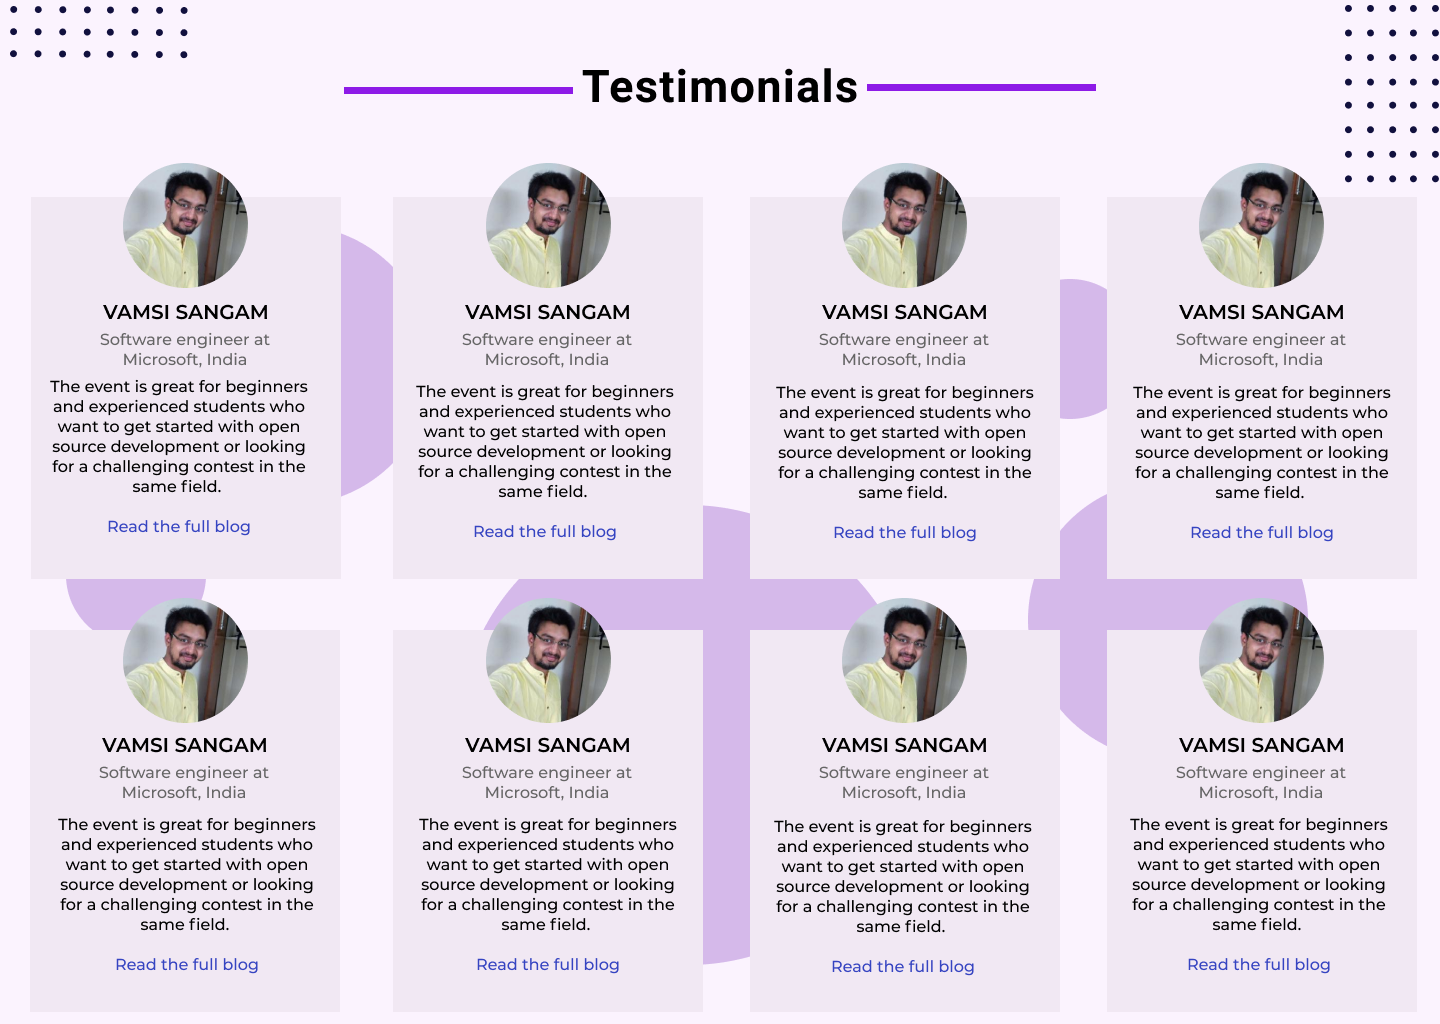 Testimonials
VAMSI SANGAM
Software engineer at
Microsoft, India
The event is great for beginners
and experienced students who
want to get started with open
source development or looking
for a challenging contest in the
same field.
Read the full blog
VAMSI SANGAM
Software engineer at
Microsoft, India
The event is great for beginners
and experienced students who
want to get started with open
source development or looking
for a challenging contest in the
same field.
Read the full blog
VAMSI SANGAM
Software engineer at
Microsoft, India
The event is great for beginners
and experienced students who
want to get started with open
source development or looking
for a challenging contest in the
same field.
Read the full blog
VAMSI SANGAM
Software engineer at
Microsoft, India
The event is great for beginners
and experienced students who
want to get started with open
source development or looking
for a challenging contest in the
same field.
Read the full blog
VAMSI SANGAM
Software engineer at
Microsoft, India
The event is great for beginners
and experienced students who
want to get started with open
source development or looking
for a challenging contest in the
same field.
Read the full blog
VAMSI SANGAM
Software engineer at
Microsoft, India
The event is great for beginners
and experienced students who
want to get started with open
source development or looking
for a challenging contest in the
same field.
Read the full blog
VAMSI SANGAM
Software engineer at
Microsoft, India
The event is great for beginners
and experienced students who
want to get started with open
source development or looking
for a challenging contest in the
same field.
Read the full blog
VAMSI SANGAM
Software engineer at
Microsoft, India
The event is great for beginners
and experienced students who
want to get started with open
source development or looking
for a challenging contest in the
same field.
Read the full blog